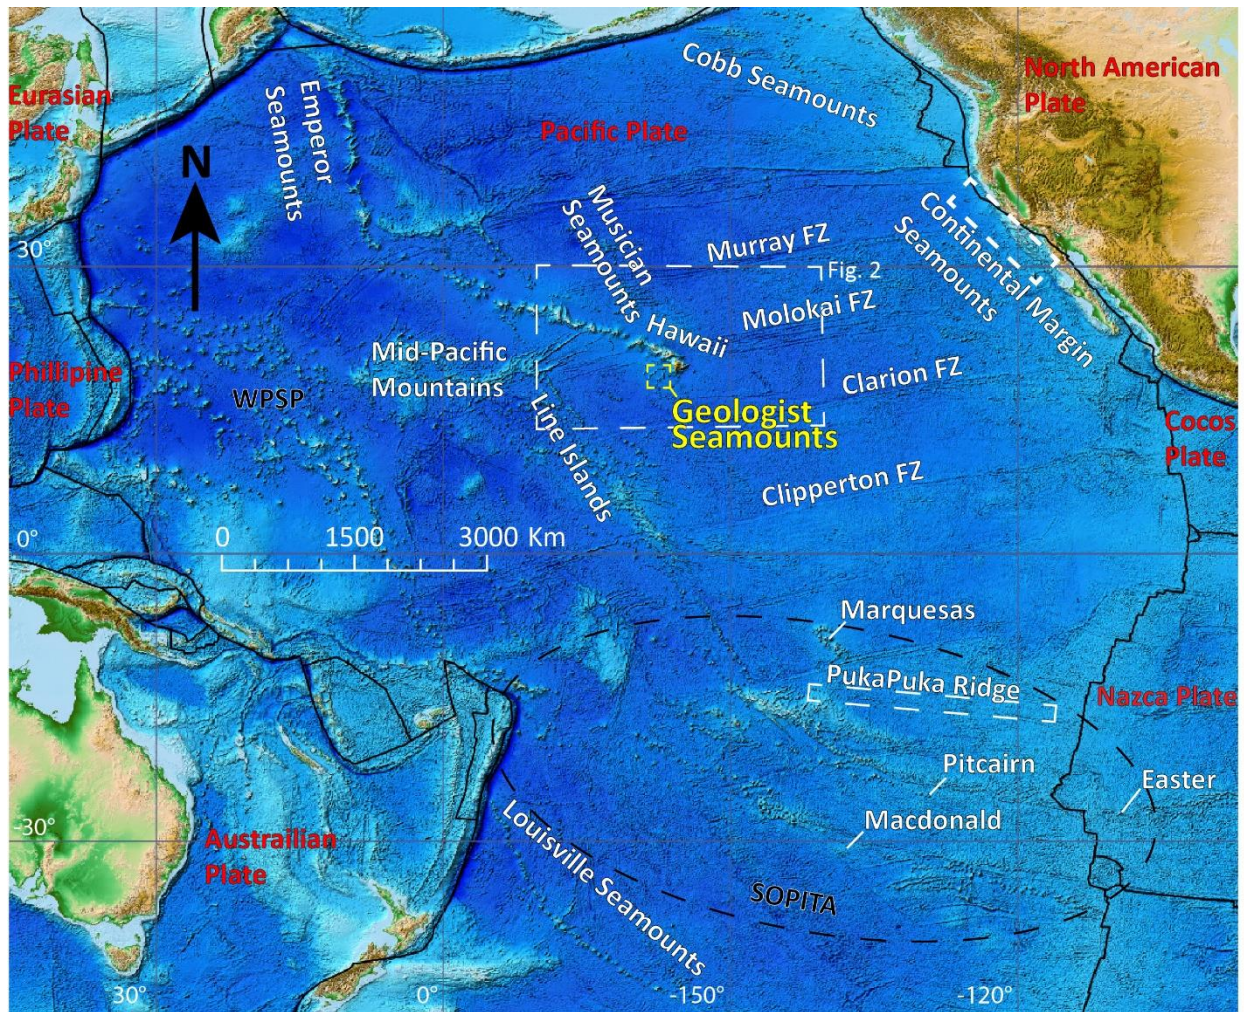 Cobb Seamounts
North American
Plate
Eurasian
Plate
Emperor
Seamounts
Pacific Plate
N
Musician
Seamounts
Continental Margin
Seamounts
Murray FZ
30°
Fig. 2
Molokai FZ
Hawaii
Mid-Pacific
Mountains
Phillipine
Plate
WPSP
Clarion FZ
Line Islands
Geologist
Seamounts
Cocos
Plate
Clipperton FZ
0°
0 1500 3000 Km
Marquesas
PukaPuka Ridge
Nazca Plate
Pitcairn
Easter
Macdonald
-30°
Austrailian
Plate
Louisville Seamounts
SOPITA
30°
0°
-150°
-120°